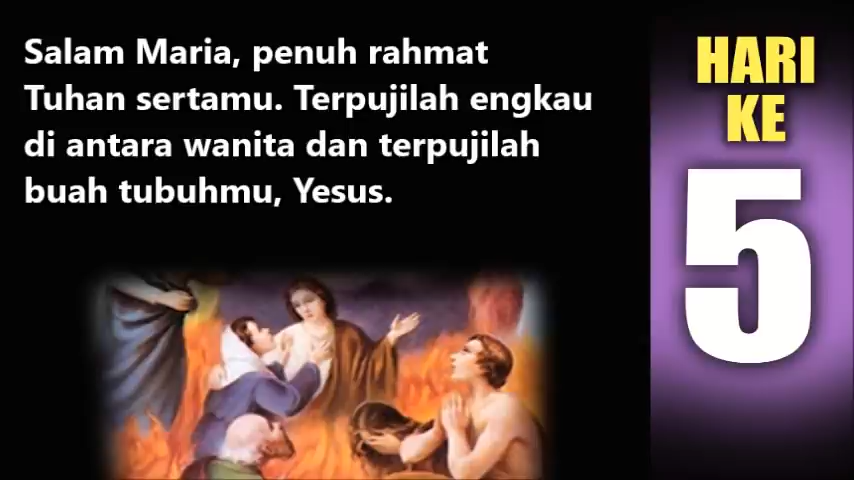 Salam Maria, penuh rahmat
Tuhan sertamu. Terpujilah engkau
di antara wanita dan terpujilah
buah tubuhmu, Yesus.
HARI
KE
5